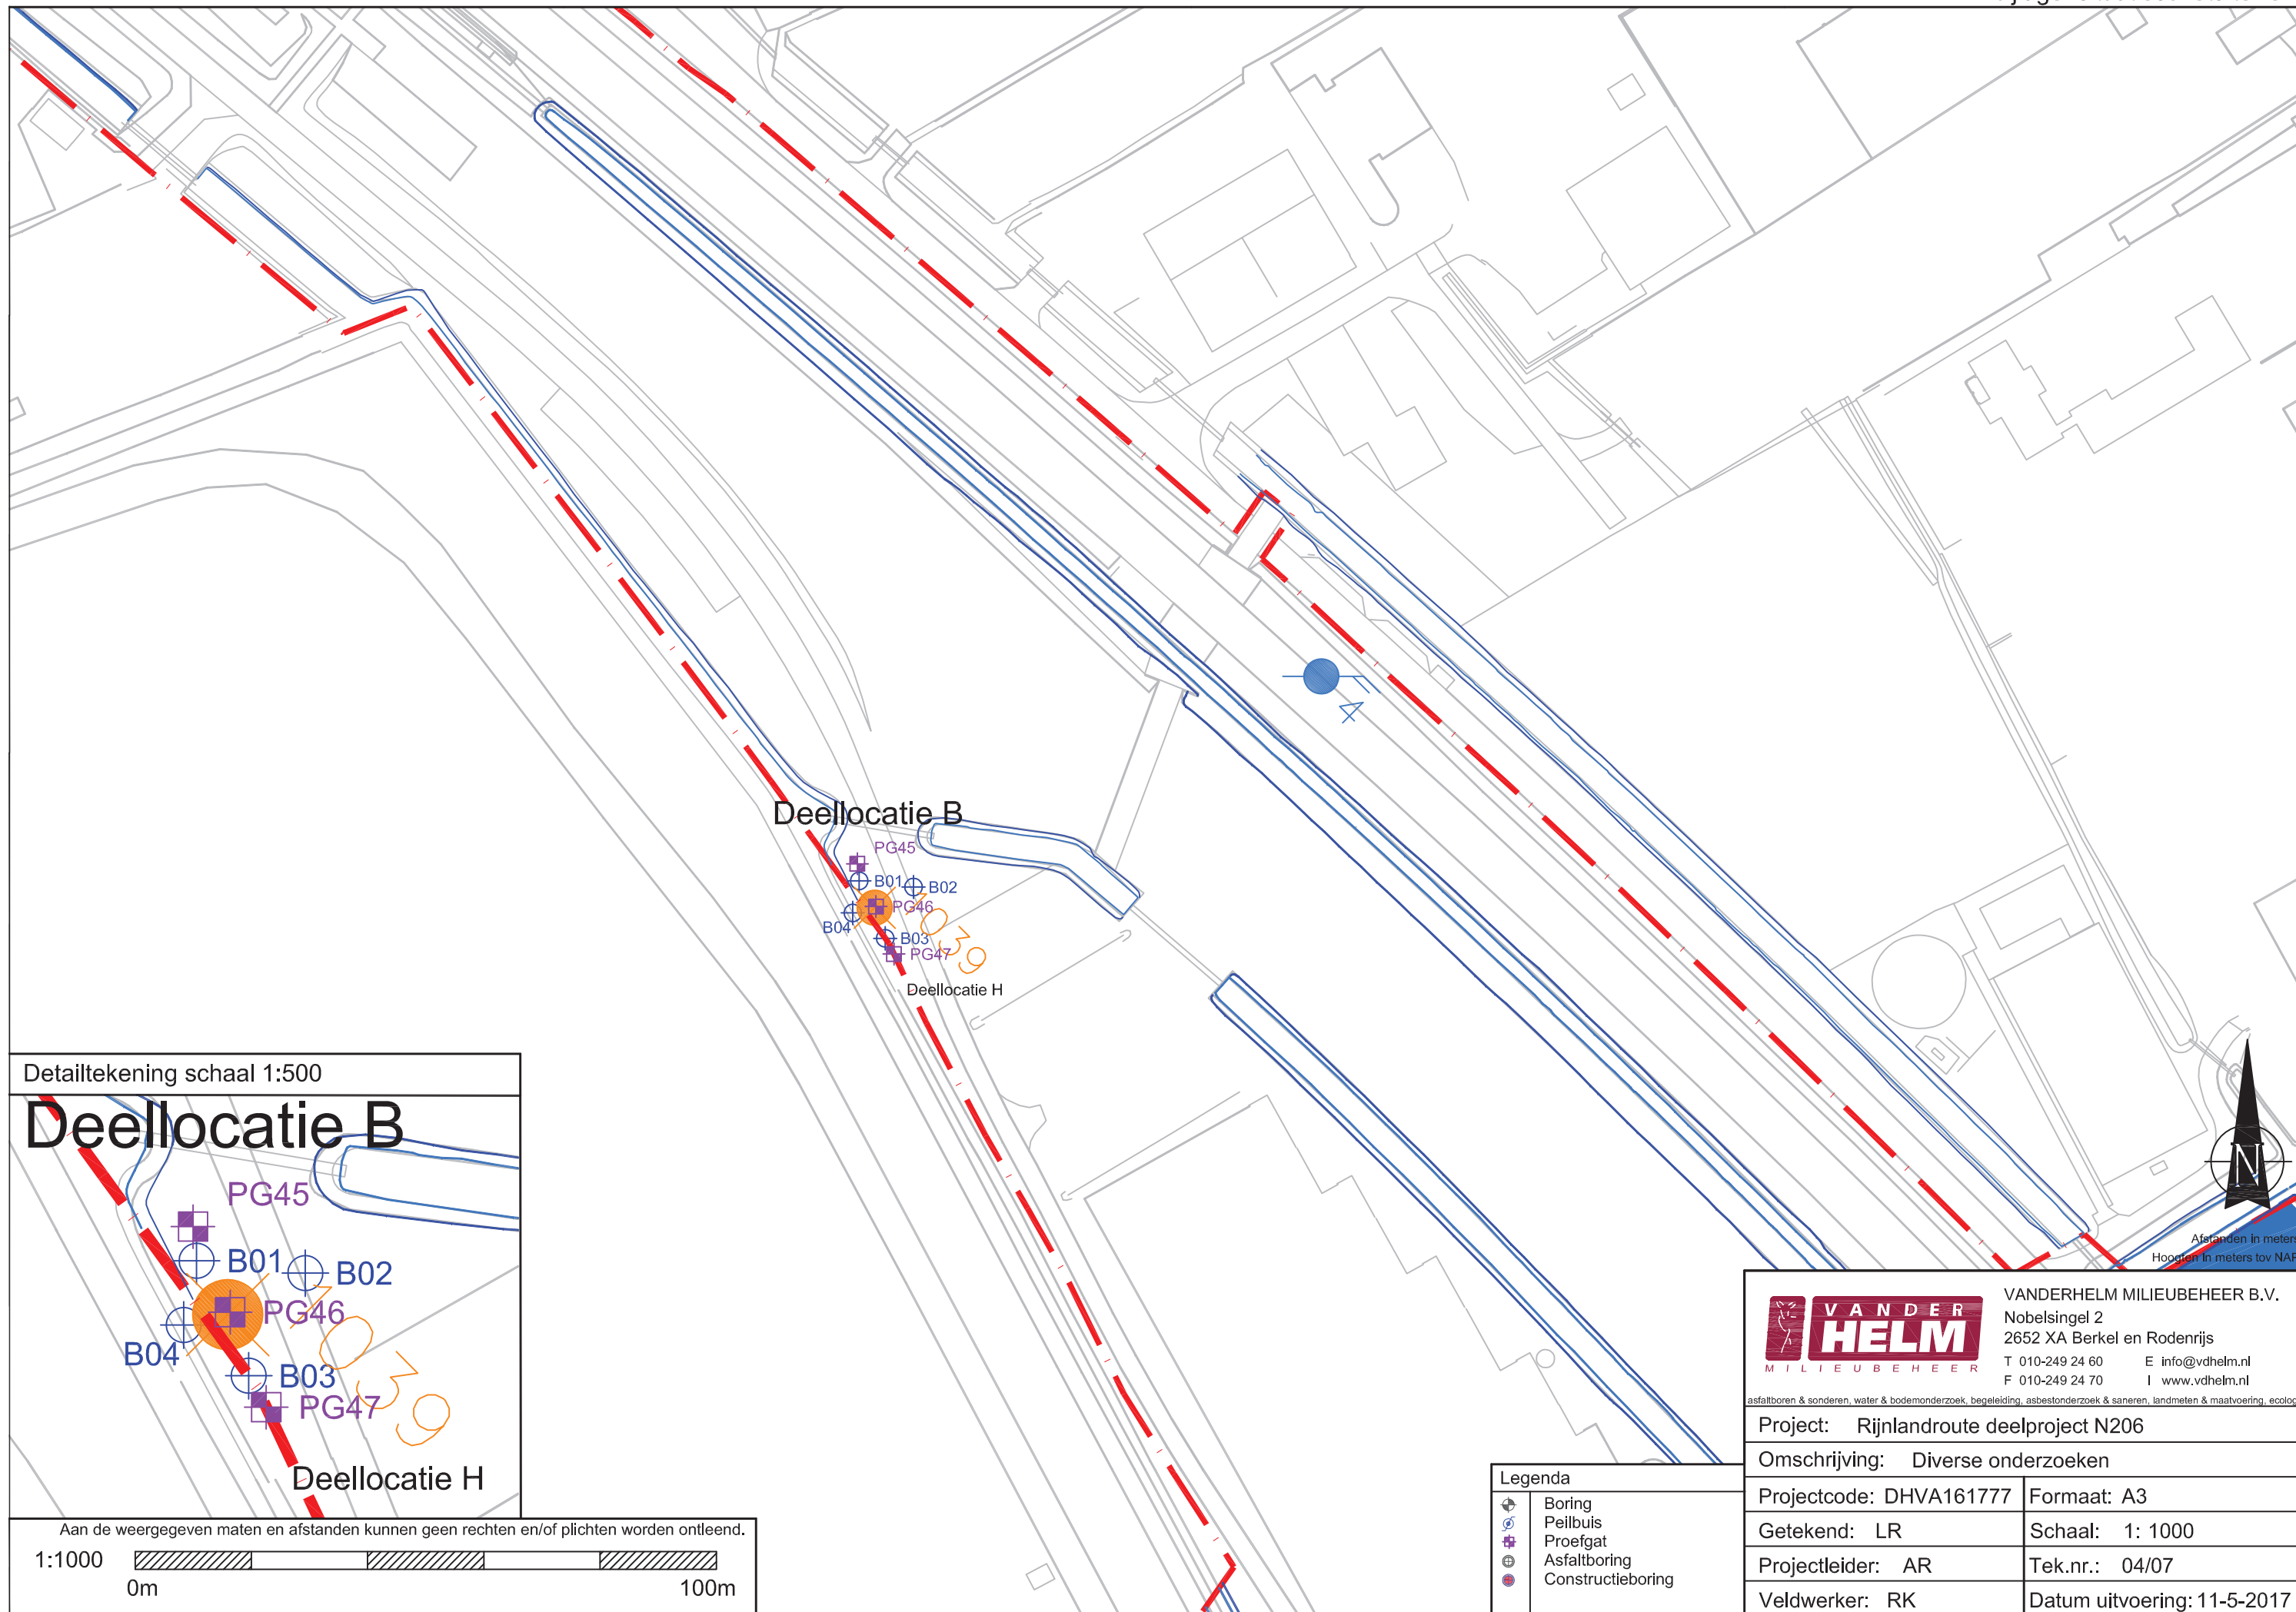 Deellocatie B
PG45
B01
B02
PG46
B04
B03
PG47
1039
Deellocatie H
14
Detailtekening schaal 1:500
Deellocatie B
PG45
B01
B02
PG46
B04
B03
PG47
1039
Deellocatie H
Aan de weergegeven maten en afstanden kunnen geen rechten en/of plichten worden ontleend.
1:1000
0m
100m
Legenda
Boring
Peilbuis
Proefgat
Asfaltboring
Constructieboring
N
Afstanden in meters
Hoogten in meters tov NAP
VANDER
HELM
MILIEUBEHEER
VANDERHELM MILIEUBEHEER B.V.
Nobelsingel 2
2652 XA Berkel en Rodenrijs
T 010-249 24 60 E info@vdhelm.nl
F 010-249 24 70 I www.vdhelm.nl
asfaltboren & sonderen, water & bodemonderzoek, begeleiding, asbestonderzoek & saneren, landmeten & maatvoering, ecolog
Project: Rijnlandroute deelproject N206
Omschrijving: Diverse onderzoeken
Projectcode: DHVA161777 Formaat: A3
Getekend: LR Schaal: 1: 1000
Projectleider: AR Tek.nr.: 04/07
Veldwerker: RK Datum uitvoering: 11-5-2017